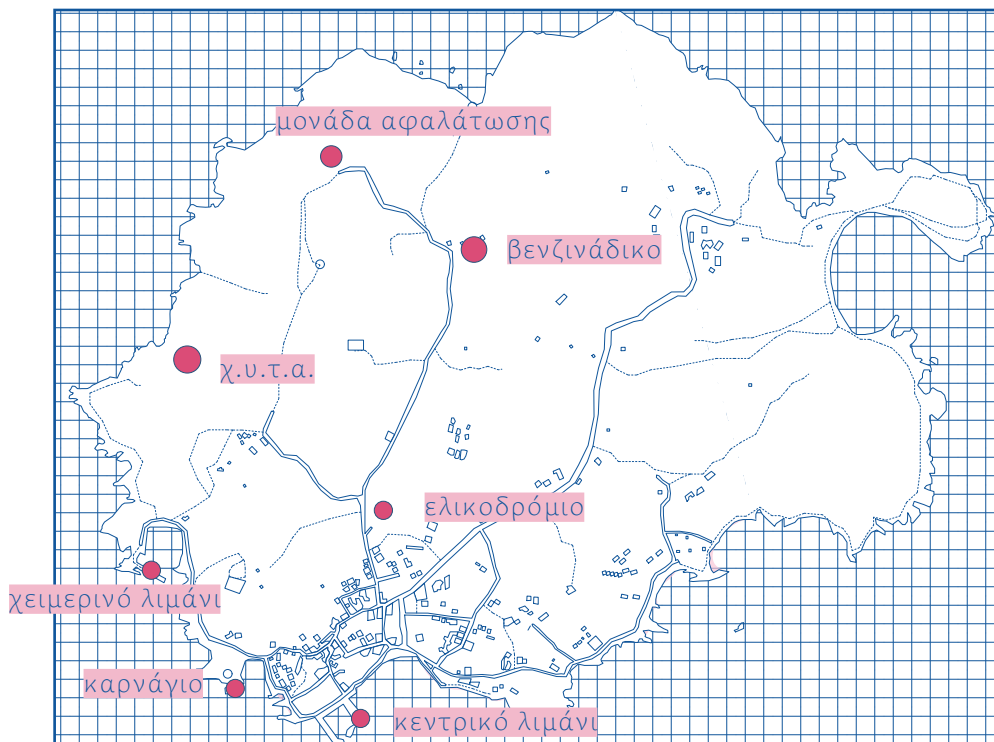 μονάδα αφαλάτωσης
βενζινάδικο
χ.υ.τ.α.
ελικοδρόμιο
χειμερινό λιμάνι
καρνάγιο
κεντρικό λιμάνι